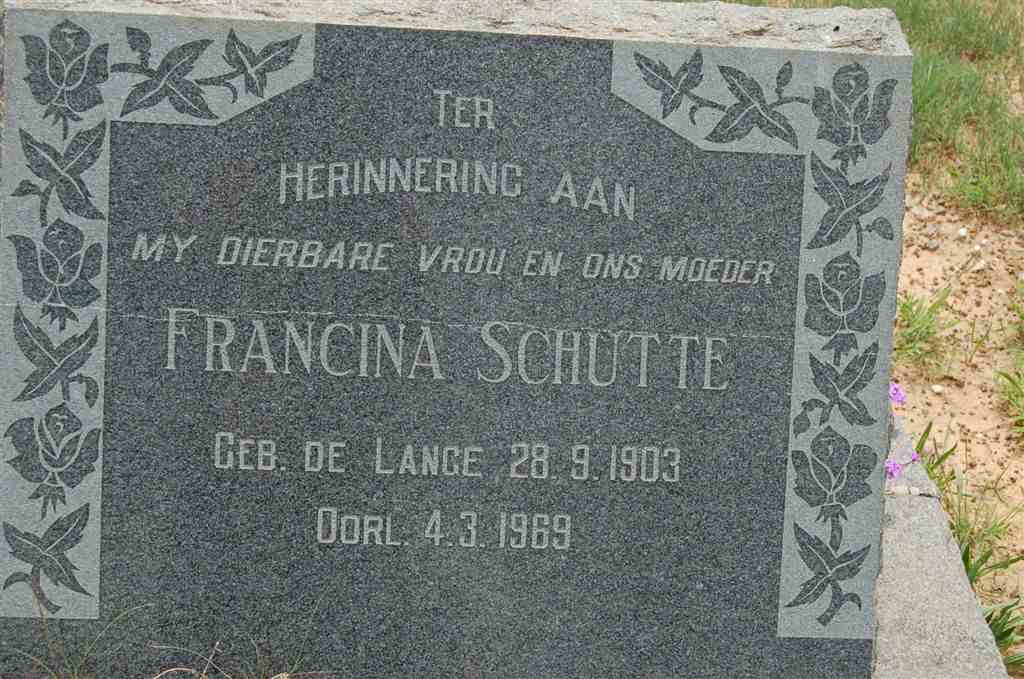 TER
HERINNERING AAN
MY DIERBARE VROU EN ONS MOEDER
FRANCINA SCHUTTE
GEB. DE LANGE 28.9.1903
OORL. 4.3.1969